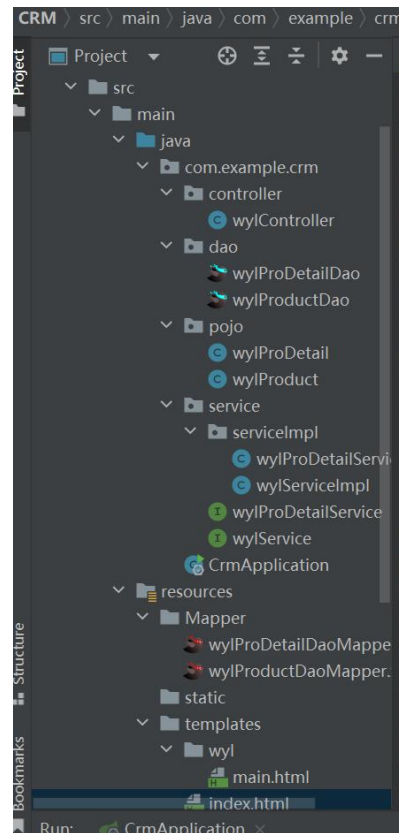 CRM > src > main > java > com > example > crm
Project
Project
src
main
java
com.example.crm
controller
wylController
dao
wylProDetailDao
wylProductDao
pojo
wylProDetail
wylProduct
service
serviceImpl
wylProDetailServi
wylServiceImpl
wylProDetailService
wylService
CrmApplication
resources
Mapper
wylProDetailDaoMappe
wylProductDaoMapper.
static
templates
wyl
main.html
index.html
Structure
Bookmarks
Run: CrmApplication ×